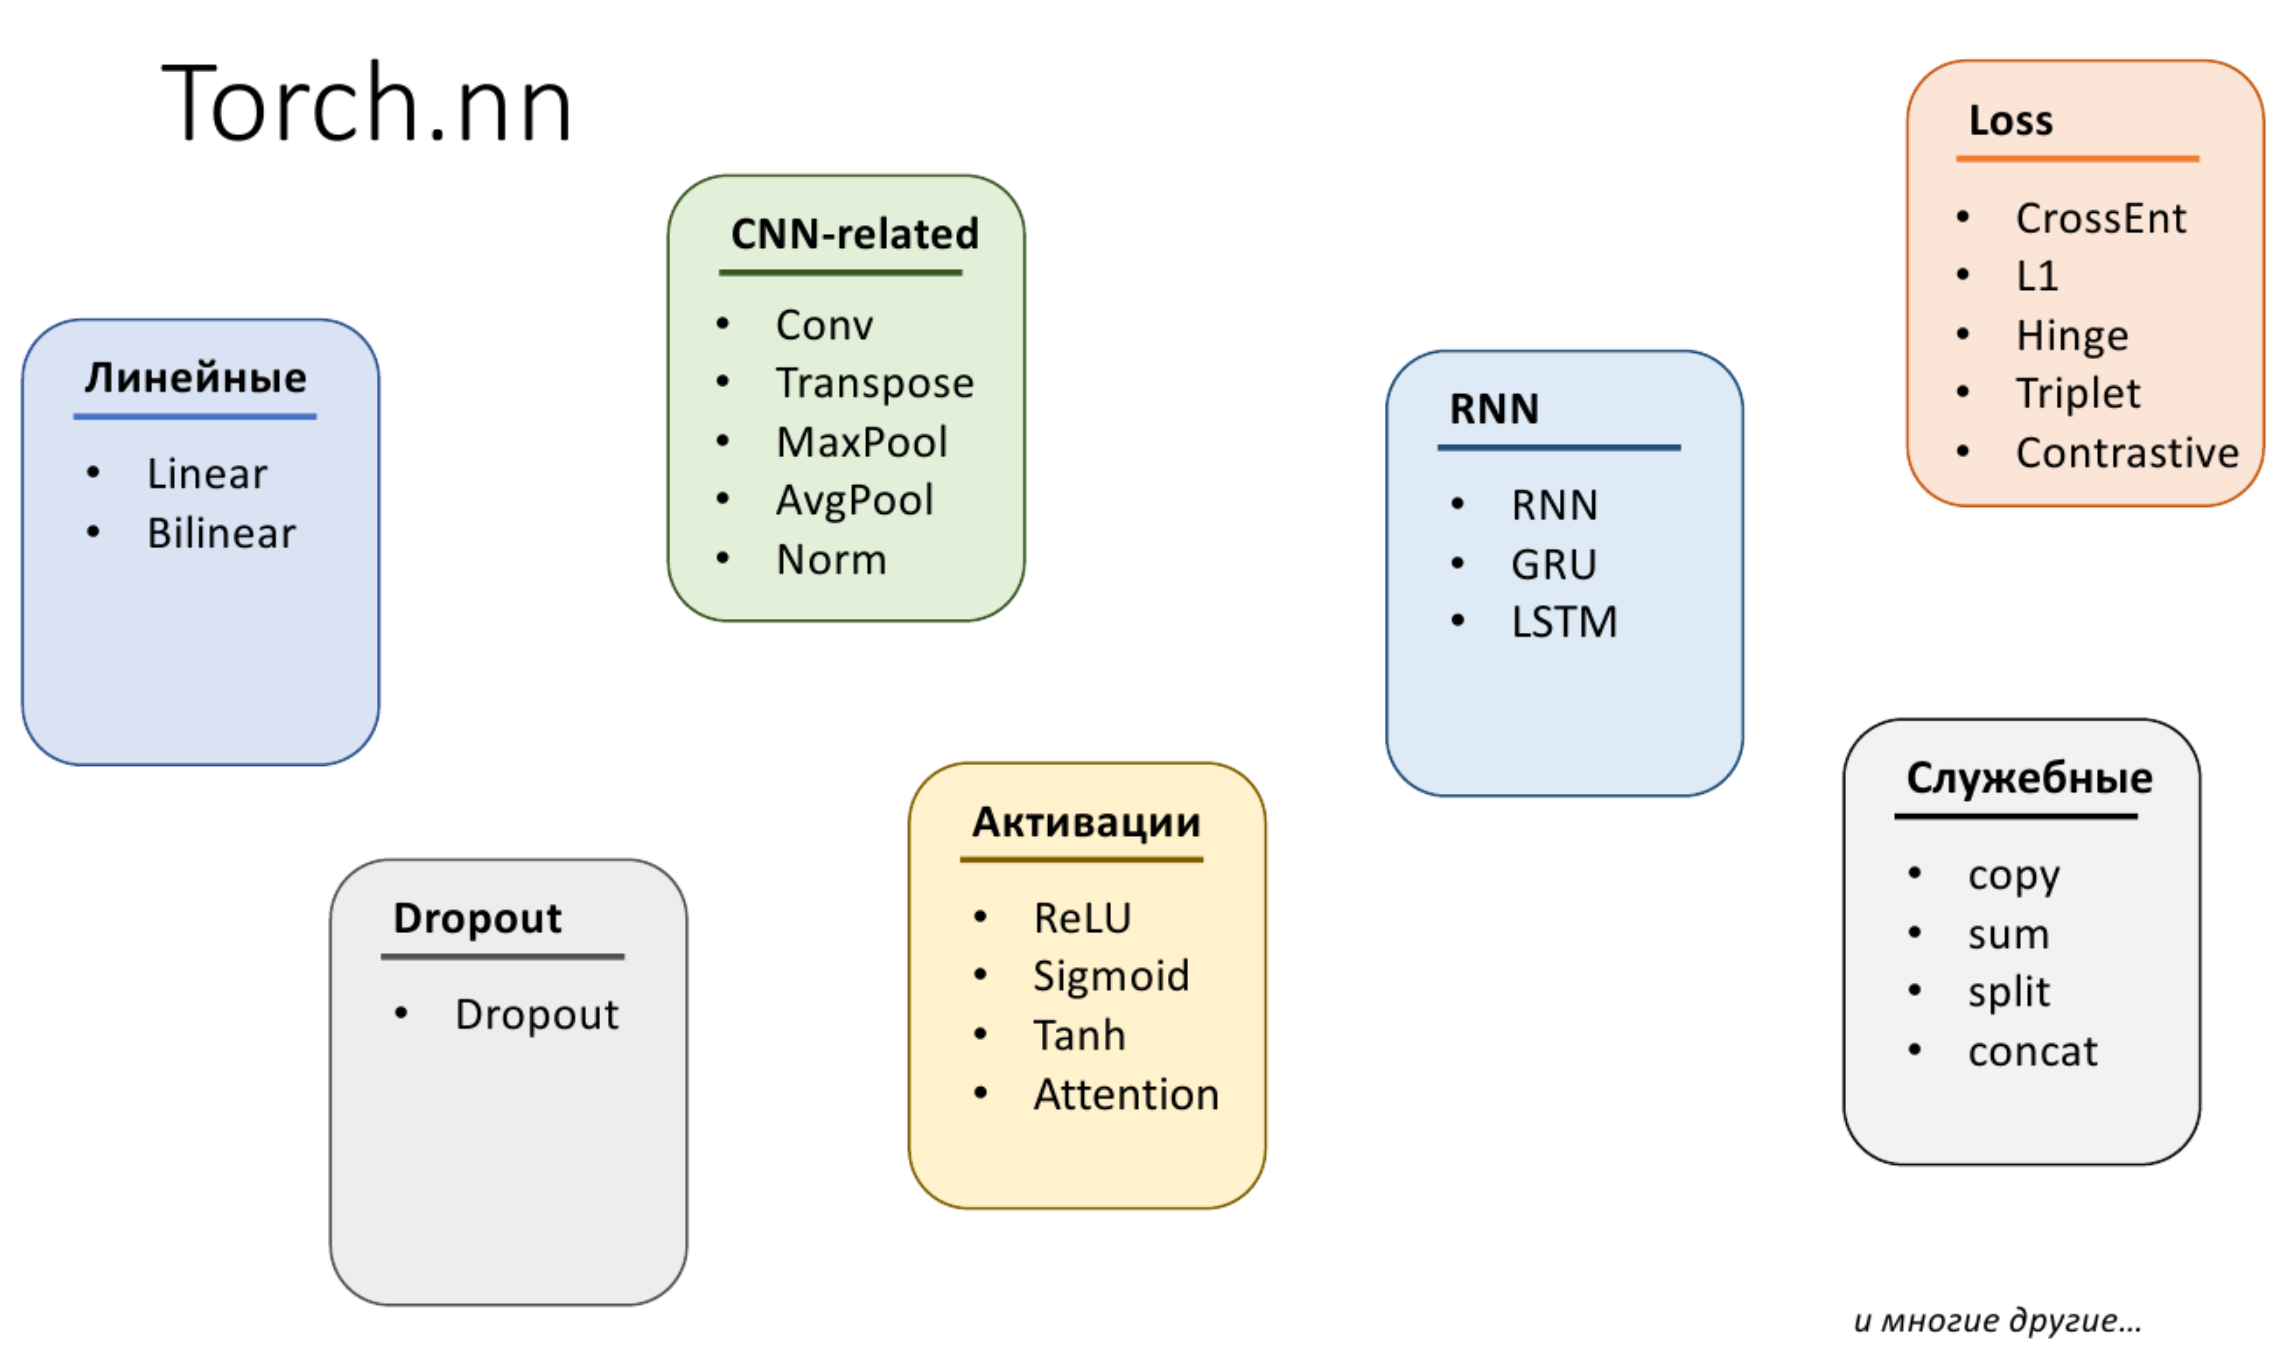 Torch.nn
Линейные
• Linear
• Bilinear
CNN-related
• Conv
• Transpose
• MaxPool
• AvgPool
• Norm
RNN
• RNN
• GRU
• LSTM
Loss
• CrossEnt
• L1
• Hinge
• Triplet
• Contrastive
Dropout
• Dropout
Активации
• ReLU
• Sigmoid
• Tanh
• Attention
Служебные
• copy
• sum
• split
• concat
и многие другие...